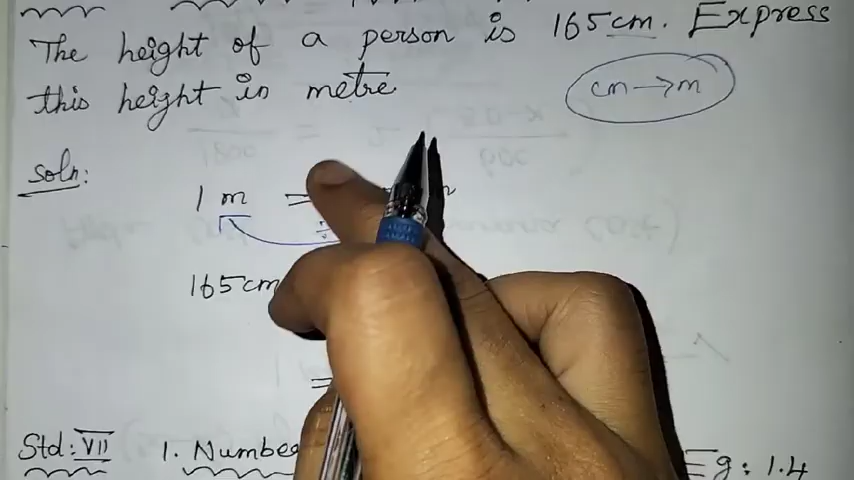 The height of a person is 165cm. Express
this height in metre
cm → m
soln:
1 m =
165cm
=
Std: VII 1. Number Eg: 1.4